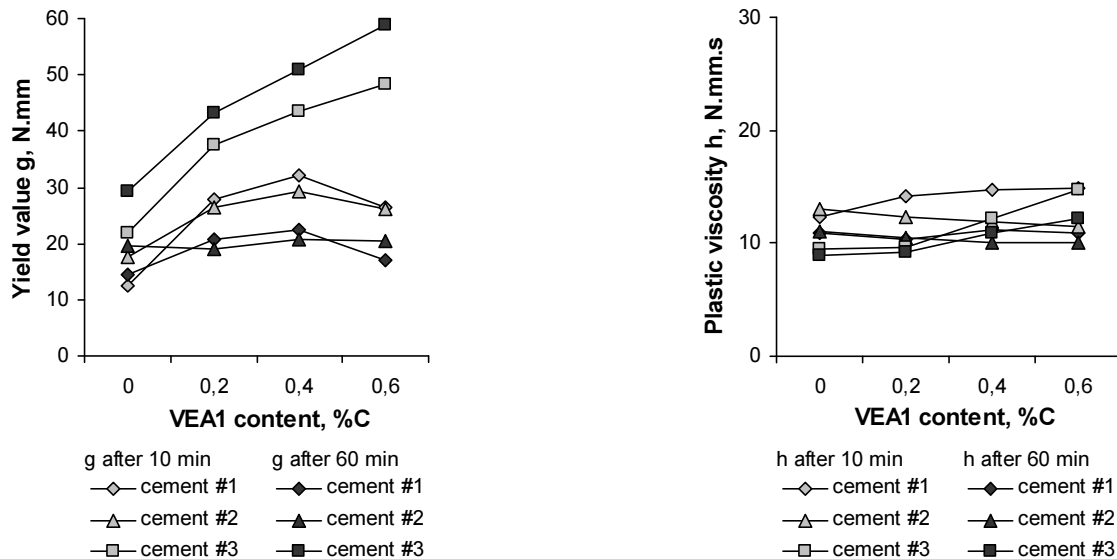 60
50
40
30
20
10
0
Yield value g, N.mm
0 0,2 0,4 0,6
VEA1 content, %C
g after 10 min g after 60 min
cement #1 cement #1
cement #2 cement #2
cement #3 cement #3
30
20
10
0
Plastic viscosity h, N.mm.s
0 0,2 0,4 0,6
VEA1 content, %C
h after 10 min h after 60 min
cement #1 cement #1
cement #2 cement #2
cement #3 cement #3